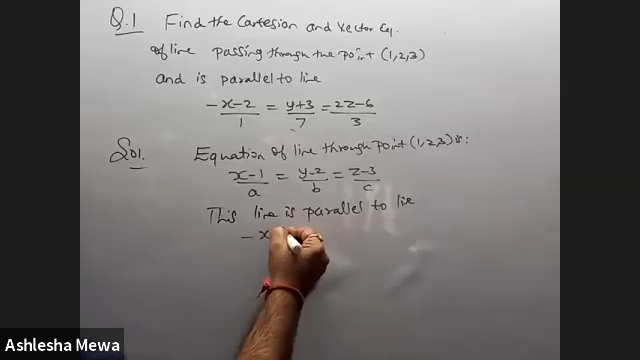 Q.1 Find the Cartesion and Vector Eq.
of line passing through the point (1,2,3)
and is parallel to line
-x-2/1 = y+3/7 = 2z-6/3
Sol. Equation of line through point (1,2,3) is:
x-1/a = y-2/b = z-3/c
This line is parallel to lie
-x
Ashlesha Mewa